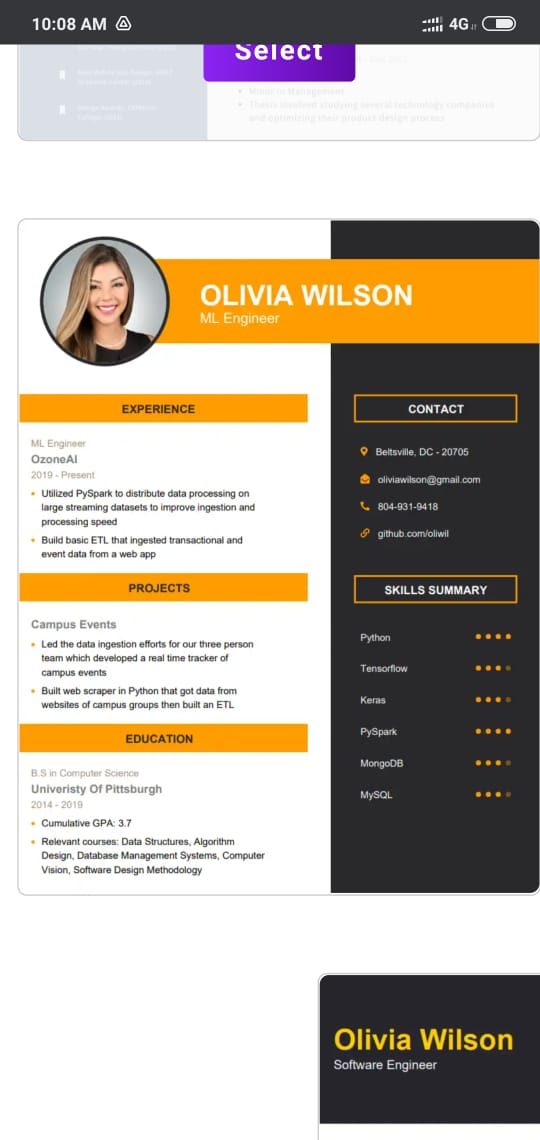 10:08 AM
4G
Select
Minor in Management
Thesis involved studying several technology companies
and optimizing their product design process
OLIVIA WILSON
ML Engineer
EXPERIENCE
ML Engineer
OzoneAI
2019 - Present
Utilized PySpark to distribute data processing on
large streaming datasets to improve ingestion and
processing speed
Build basic ETL that ingested transactional and
event data from a web app
PROJECTS
Campus Events
Led the data ingestion efforts for our three person
team which developed a real time tracker of
campus events
Built web scraper in Python that got data from
websites of campus groups then built an ETL
EDUCATION
B.S in Computer Science
Univeristy Of Pittsburgh
2014 - 2019
Cumulative GPA: 3.7
Relevant courses: Data Structures, Algorithm
Design, Database Management Systems, Computer
Vision, Software Design Methodology
CONTACT
Beltsville, DC - 20705
oliviawilson@gmail.com
804-931-9418
github.com/oliwil
SKILLS SUMMARY
Python
Tensorflow
Keras
PySpark
MongoDB
MySQL
Olivia Wilson
Software Engineer